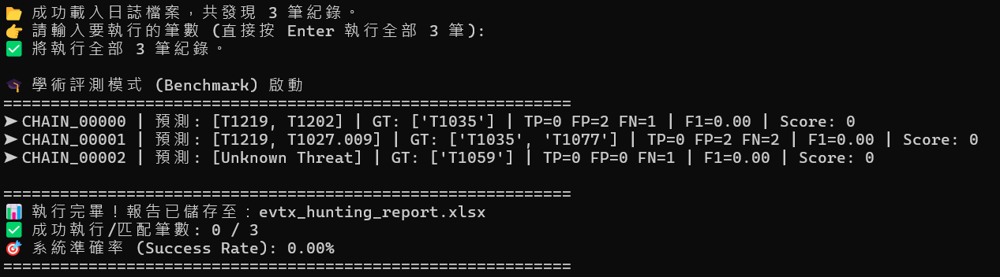 📂 成功載入日誌檔案，共發現 3 筆紀錄。
👉 請輸入要執行的筆數 (直接按 Enter 執行全部 3 筆):
✅ 將執行全部 3 筆紀錄。
🎓 學術評測模式 (Benchmark) 啟動
============================================================
➤ CHAIN_00000 | 預測: [T1219, T1202] | GT: ['T1035'] | TP=0 FP=2 FN=1 | F1=0.00 | Score: 0
➤ CHAIN_00001 | 預測: [T1219, T1027.009] | GT: ['T1035', 'T1077'] | TP=0 FP=2 FN=2 | F1=0.00 | Score: 0
➤ CHAIN_00002 | 預測: [Unknown Threat] | GT: ['T1059'] | TP=0 FP=0 FN=1 | F1=0.00 | Score: 0
============================================================
📊 執行完畢！報告已儲存至：evtx_hunting_report.xlsx
✅ 成功執行/匹配筆數: 0 / 3
🎯 系統準確率 (Success Rate): 0.00%
============================================================